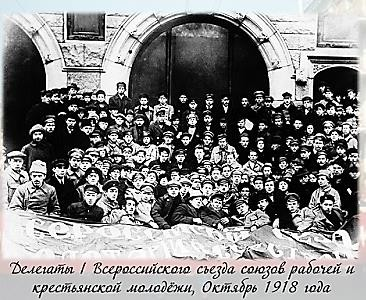 Делегаты I Всероссийского съезда союзов рабочей и
крестьянской молодёжи, Октябрь 1918 года